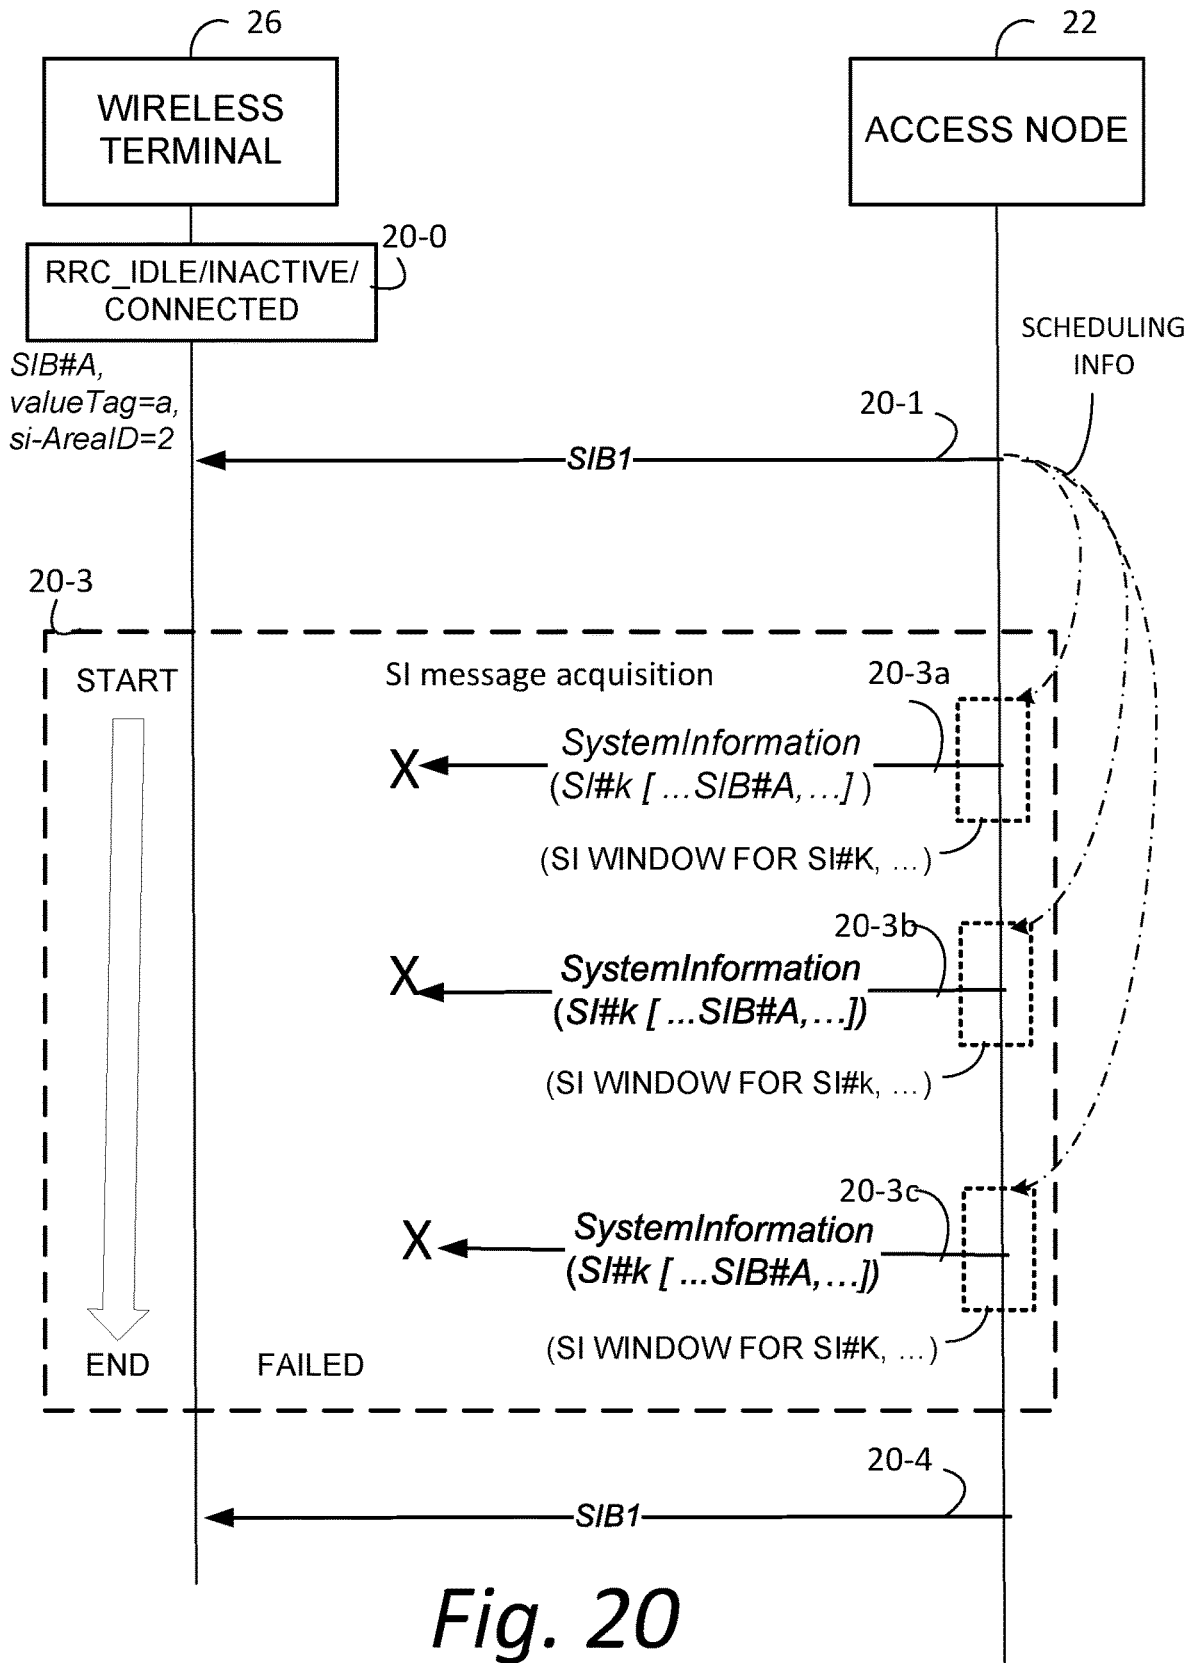 26
22
WIRELESS
TERMINAL
ACCESS NODE
20-0
RRC_IDLE/INACTIVE/
CONNECTED
SCHEDULING
INFO
SIB#A,
valueTag=a,
si-AreaID=2
20-1
SIB1
20-3
START
SI message acquisition
20-3a
X
SystemInformation
(SI#k [ ...SIB#A,...] )
(SI WINDOW FOR SI#K, ...)
20-3b
X
SystemInformation
(SI#k [ ...SIB#A,...])
(SI WINDOW FOR SI#k, ...)
20-3c
X
SystemInformation
(SI#k [ ...SIB#A,...])
(SI WINDOW FOR SI#K, ...)
END
FAILED
20-4
SIB1
Fig. 20